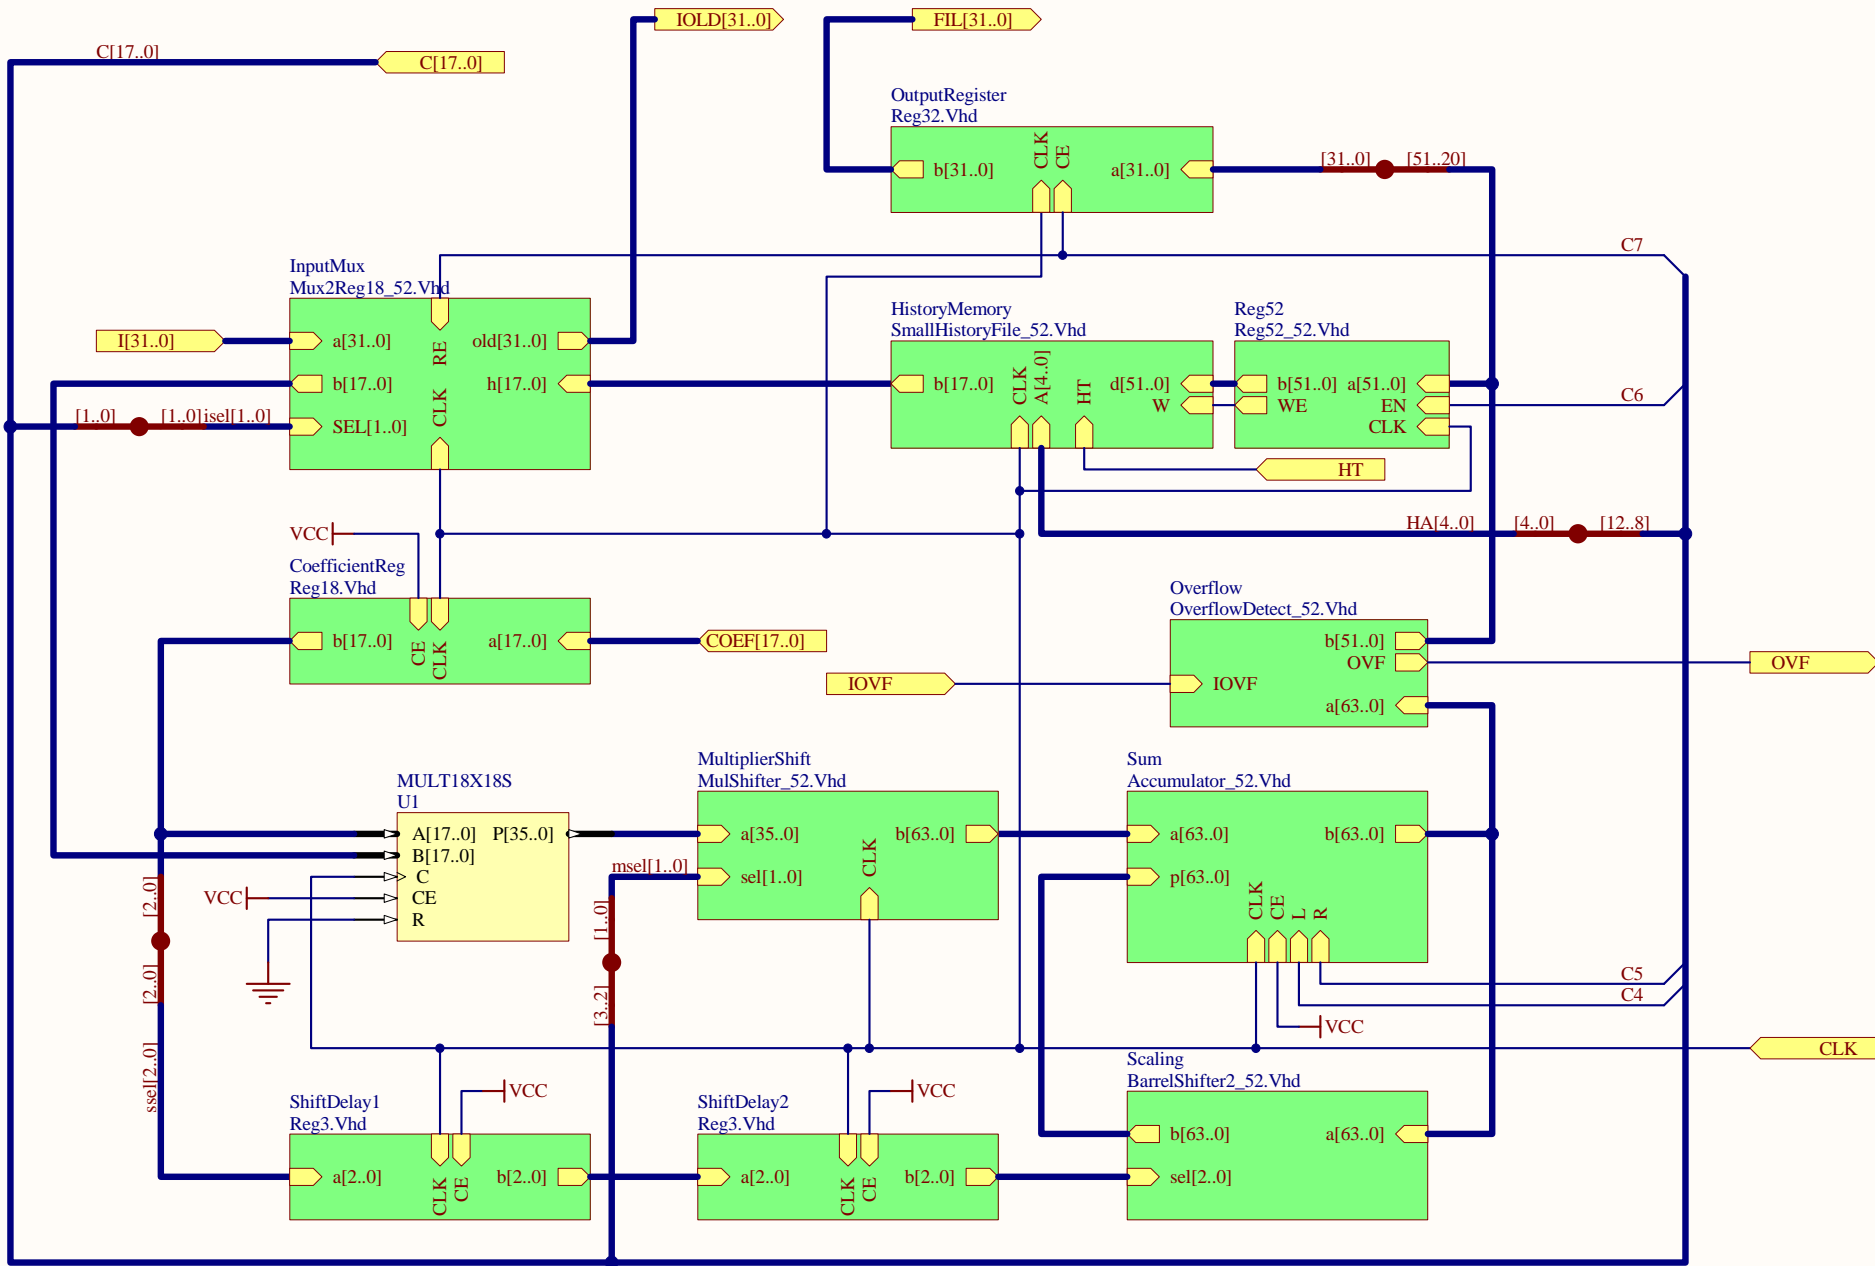 IOLD[31..0]
FIL[31..0]
C[17..0]
C[17..0]
OutputRegister
Reg32.Vhd
b[31..0]
CLK
CE
a[31..0]
[31..0]
[51..20]
C7
InputMux
Mux2Reg18_52.Vhd
I[31..0]
a[31..0]
RE
old[31..0]
b[17..0]
h[17..0]
CLK
[1..0]
[1..0]
isel[1..0]
SEL[1..0]
HistoryMemory
SmallHistoryFile_52.Vhd
b[17..0]
CLK
A[4..0]
HT
d[51..0]
W
Reg52
Reg52_52.Vhd
b[51..0]
a[51..0]
WE
EN
CLK
C6
HT
HA[4..0]
[4..0]
[12..8]
VCC
CoefficientReg
Reg18.Vhd
b[17..0]
CE
CLK
a[17..0]
COEF[17..0]
Overflow
OverflowDetect_52.Vhd
b[51..0]
OVF
OVF
IOVF
IOVF
a[63..0]
MULT18X18S
U1
A[17..0]
P[35..0]
B[17..0]
C
CE
R
VCC
MultiplierShift
MulShifter_52.Vhd
a[35..0]
b[63..0]
msel[1..0]
sel[1..0]
CLK
Sum
Accumulator_52.Vhd
a[63..0]
b[63..0]
p[63..0]
CLK
CE
L
R
[2..0]
[2..0]
[1..0]
[3..2]
C5
C4
VCC
CLK
ssel[2..0]
ShiftDelay1
Reg3.Vhd
a[2..0]
CLK
CE
b[2..0]
VCC
ShiftDelay2
Reg3.Vhd
a[2..0]
CLK
CE
b[2..0]
VCC
Scaling
BarrelShifter2_52.Vhd
b[63..0]
a[63..0]
sel[2..0]